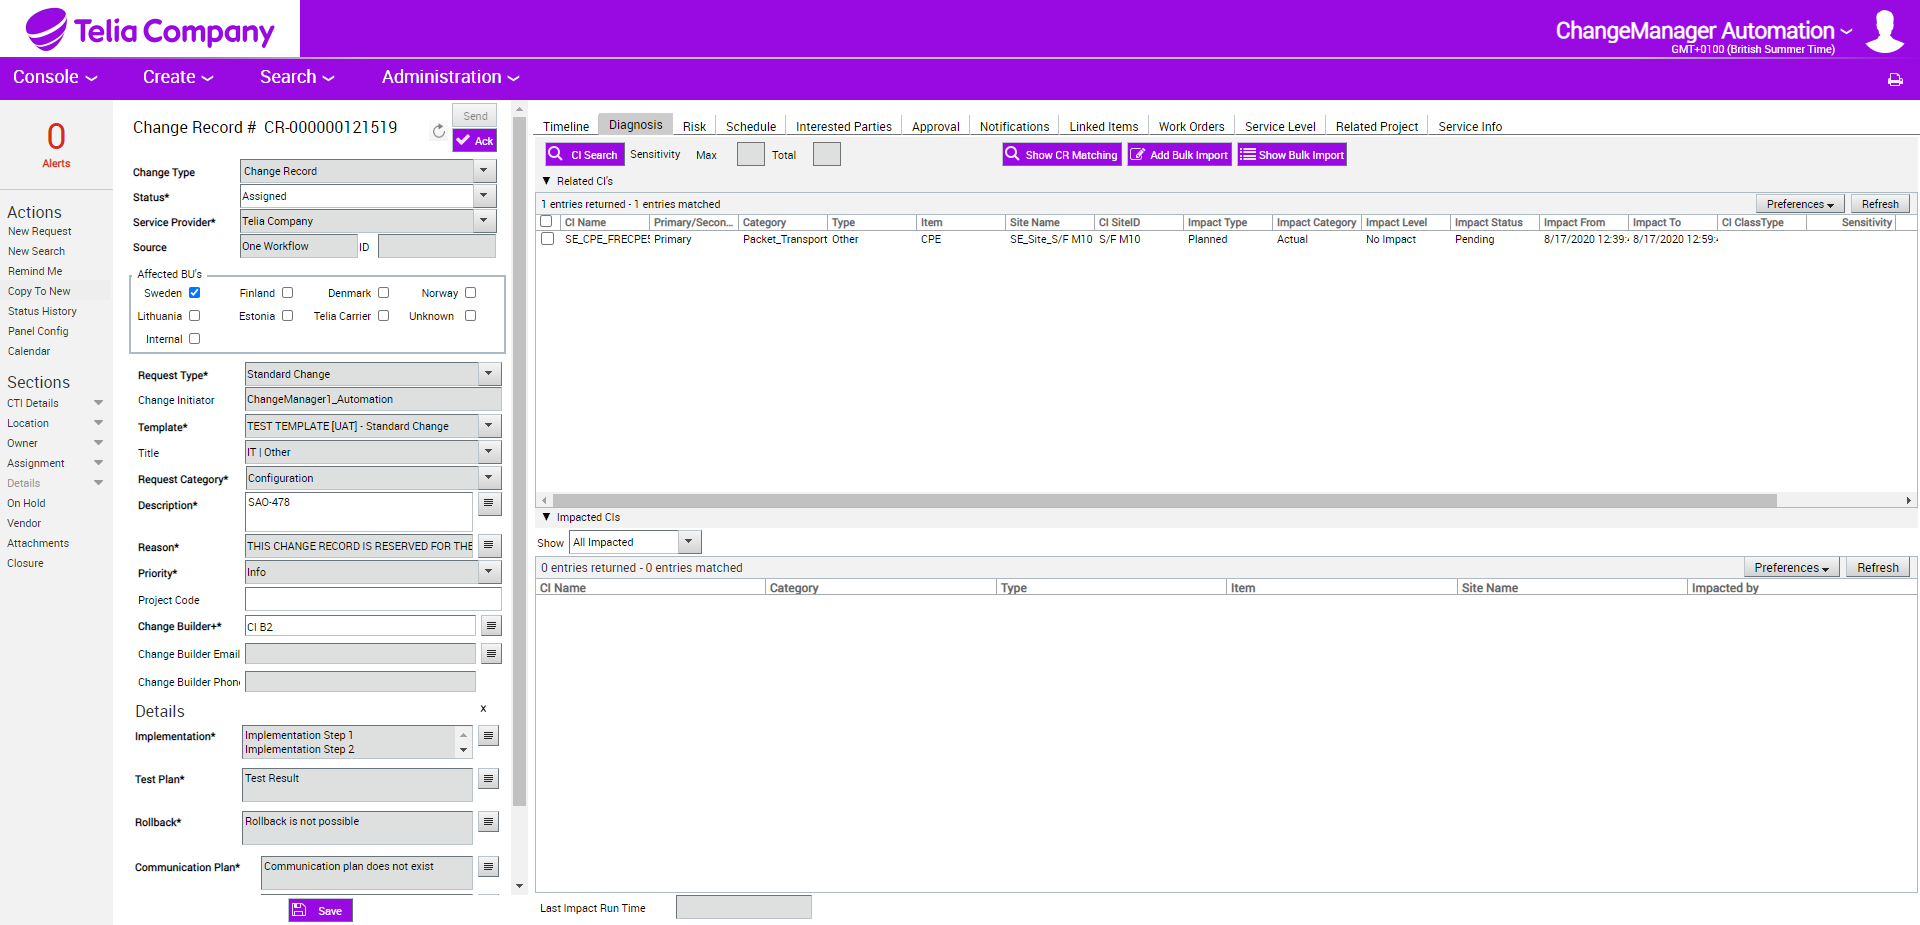 Telia Company
ChangeManager Automation
GMT+0100 (British Summer Time)
Console Create Search Administration
0
Alerts
Actions
New Request
New Search
Remind Me
Copy To New
Status History
Panel Config
Calendar
Sections
CTI Details
Location
Owner
Assignment
Details
On Hold
Vendor
Attachments
Closure
Change Record # CR-000000121519
Send
Ack
Change Type Change Record
Status* Assigned
Service Provider* Telia Company
Source One Workflow ID
Affected BU's
Sweden Finland Denmark Norway
Lithuania Estonia Telia Carrier Unknown
Internal
Request Type* Standard Change
Change Initiator ChangeManager1_Automation
Template* TEST TEMPLATE [UAT] - Standard Change
Title IT | Other
Request Category* Configuration
Description* SAO-478
Reason* THIS CHANGE RECORD IS RESERVED FOR THE
Priority* Info
Project Code
Change Builder+* CI B2
Change Builder Email
Change Builder Phone
Details x
Implementation* Implementation Step 1
Implementation Step 2
Test Plan* Test Result
Rollback* Rollback is not possible
Communication Plan* Communication plan does not exist
Save
Timeline Diagnosis Risk Schedule Interested Parties Approval Notifications Linked Items Work Orders Service Level Related Project Service Info
CI Search Sensitivity Max Total Show CR Matching Add Bulk Import Show Bulk Import
Related CI's
1 entries returned - 1 entries matched Preferences Refresh
CI Name Primary/Secon... Category Type Item Site Name CI SiteID Impact Type Impact Category Impact Level Impact Status Impact From Impact To CI ClassType Sensitivity
SE_CPE_FRECPES Primary Packet_Transport Other CPE SE_Site_S/F M10 S/F M10 Planned Actual No Impact Pending 8/17/2020 12:39: 8/17/2020 12:59:
Impacted CIs
Show All Impacted
0 entries returned - 0 entries matched Preferences Refresh
CI Name Category Type Item Site Name Impacted by
Last Impact Run Time